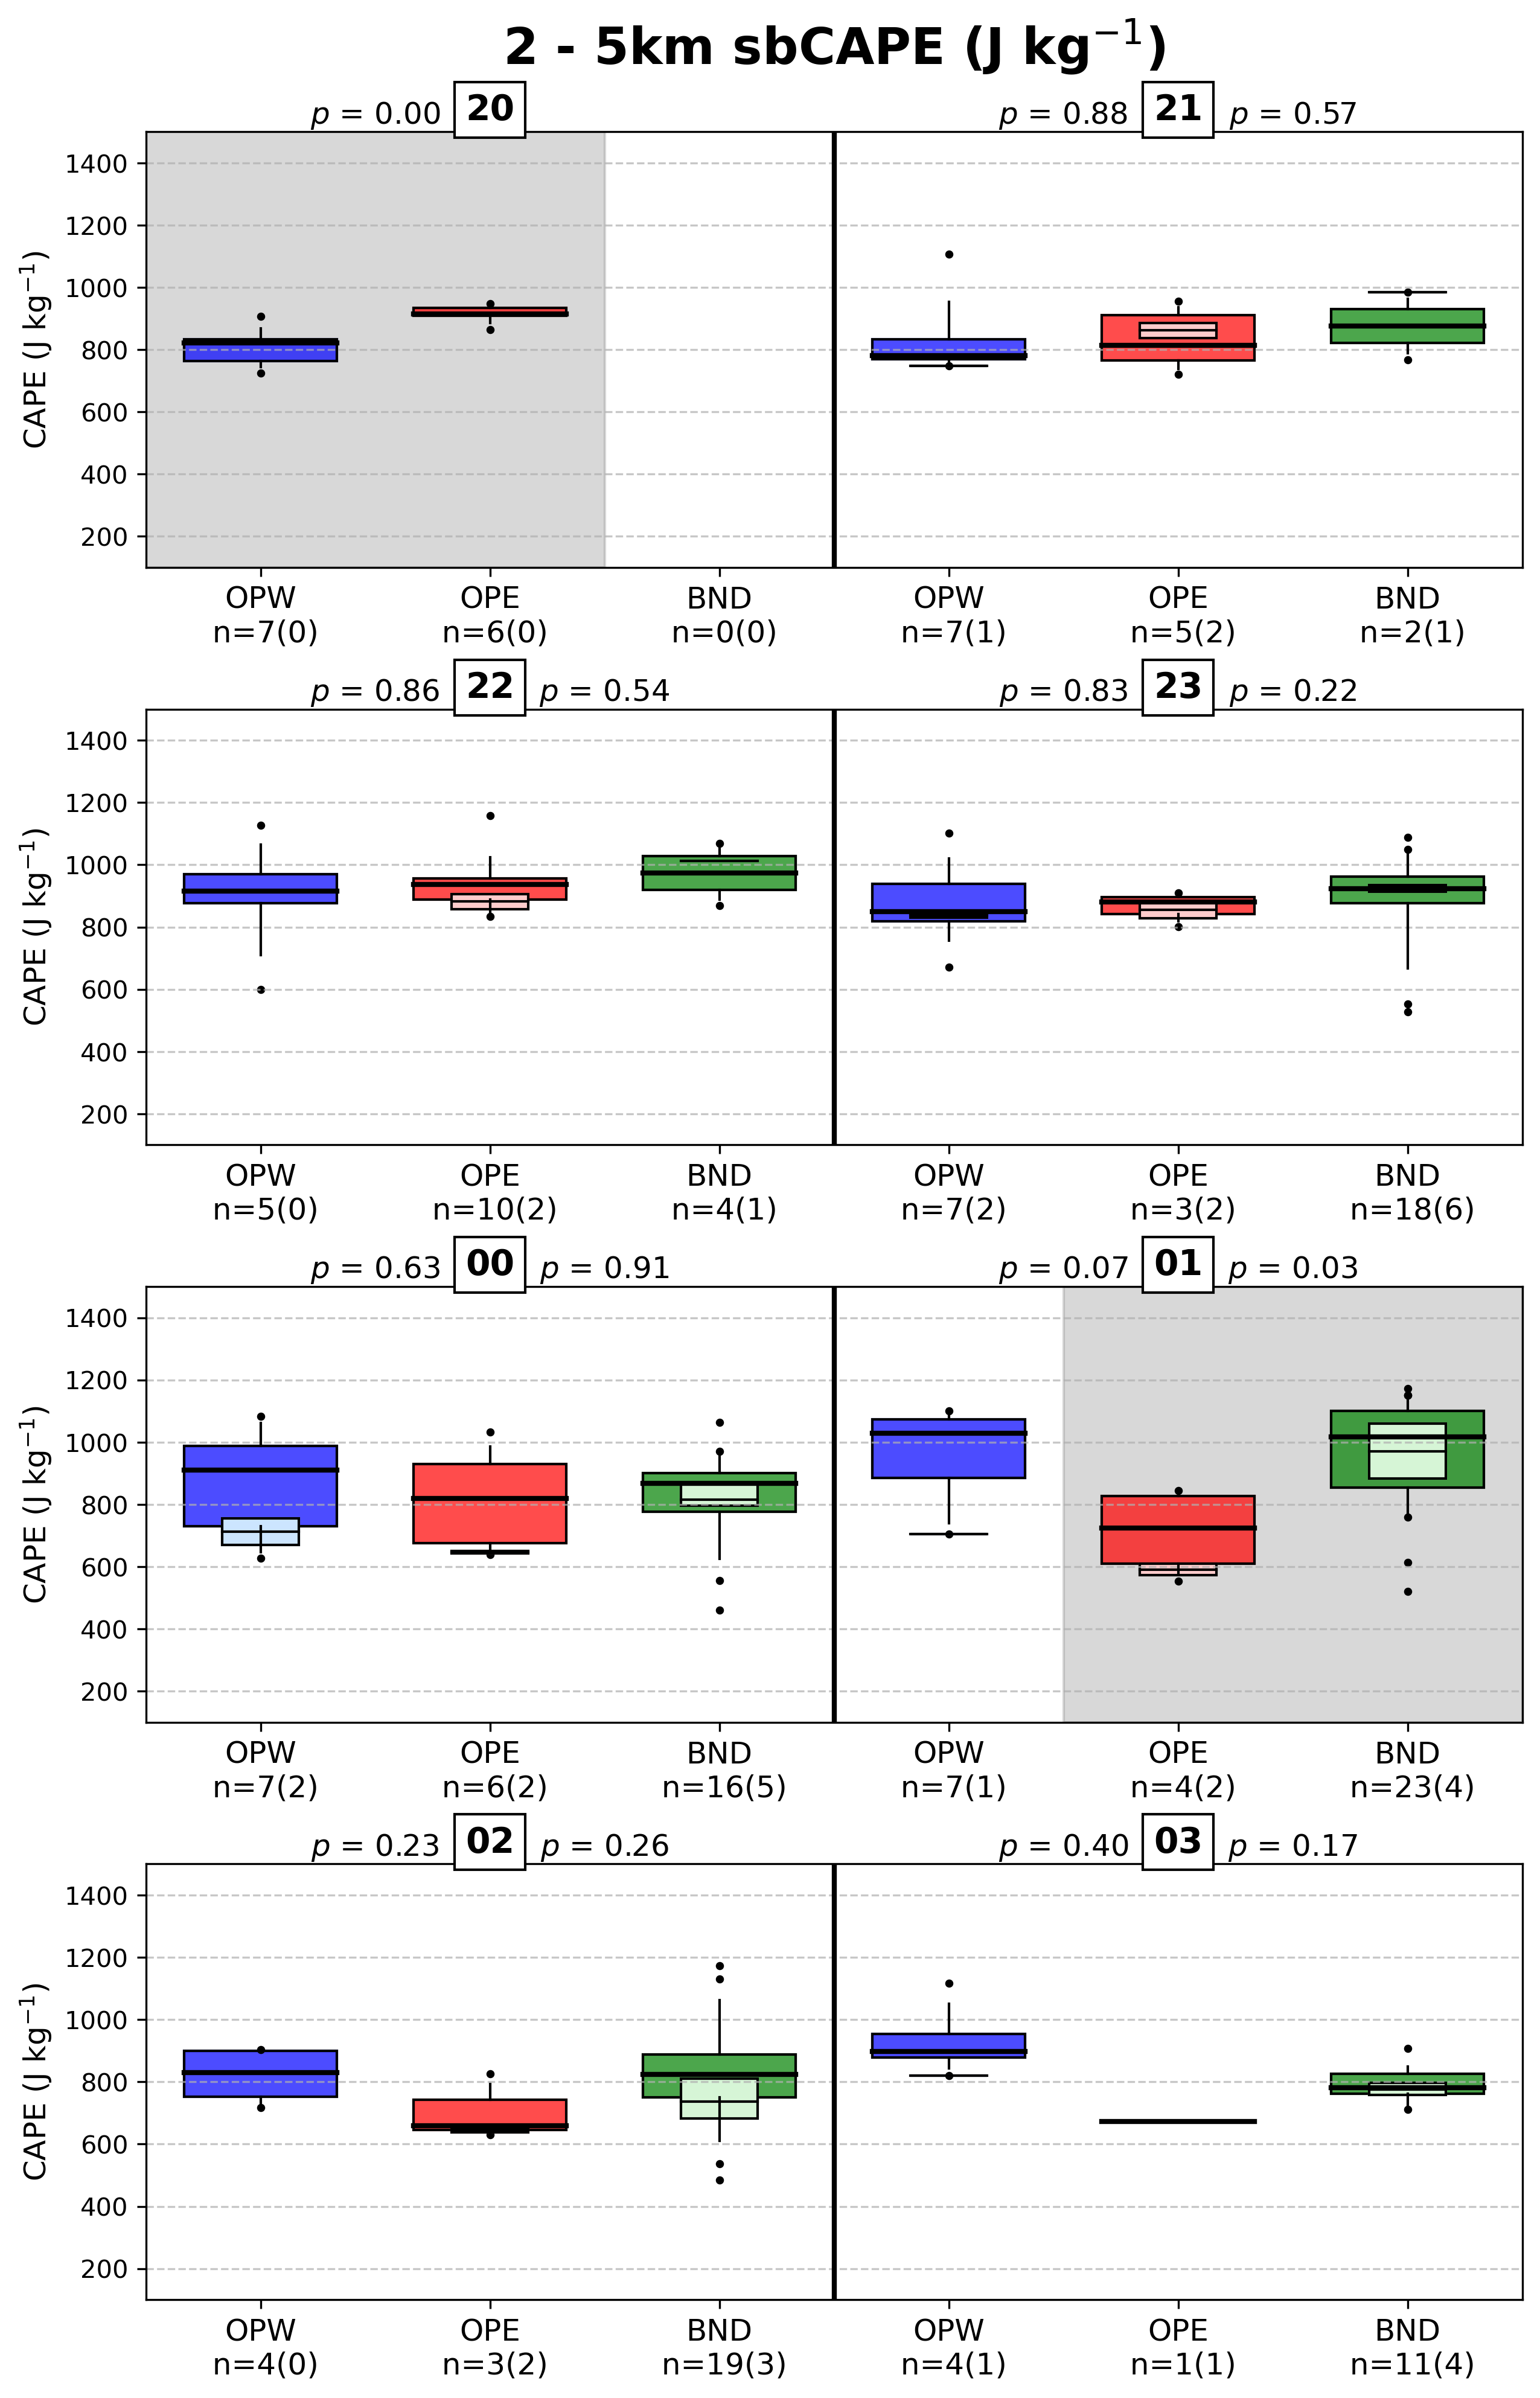 2 - 5km sbCAPE (J kg⁻¹)
p = 0.00 20
p = 0.88 21 p = 0.57
CAPE (J kg⁻¹)
1400
1200
1000
800
600
400
200
OPW OPE BND OPW OPE BND
n=7(0) n=6(0) n=0(0) n=7(1) n=5(2) n=2(1)
p = 0.86 22 p = 0.54
p = 0.83 23 p = 0.22
CAPE (J kg⁻¹)
1400
1200
1000
800
600
400
200
OPW OPE BND OPW OPE BND
n=5(0) n=10(2) n=4(1) n=7(2) n=3(2) n=18(6)
p = 0.63 00 p = 0.91
p = 0.07 01 p = 0.03
CAPE (J kg⁻¹)
1400
1200
1000
800
600
400
200
OPW OPE BND OPW OPE BND
n=7(2) n=6(2) n=16(5) n=7(1) n=4(2) n=23(4)
p = 0.23 02 p = 0.26
p = 0.40 03 p = 0.17
CAPE (J kg⁻¹)
1400
1200
1000
800
600
400
200
OPW OPE BND OPW OPE BND
n=4(0) n=3(2) n=19(3) n=4(1) n=1(1) n=11(4)